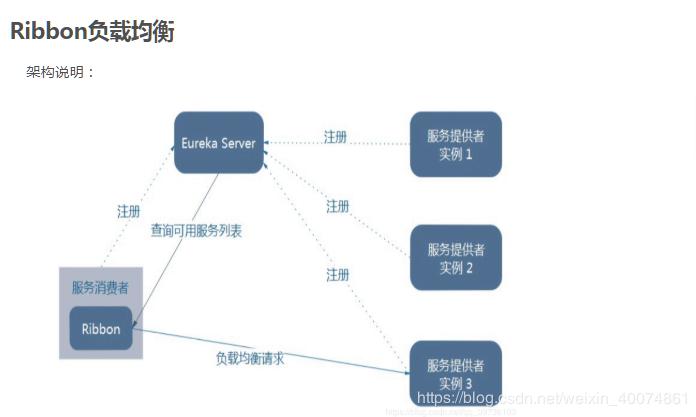 Ribbon负载均衡
架构说明：
Eureka Server
注册
服务提供者
实例 1
注册
查询可用服务列表
注册
服务提供者
实例 2
注册
服务消费者
Ribbon
负载均衡请求
服务提供者
实例 3
https://blog.csdn.net/weixin_40074861